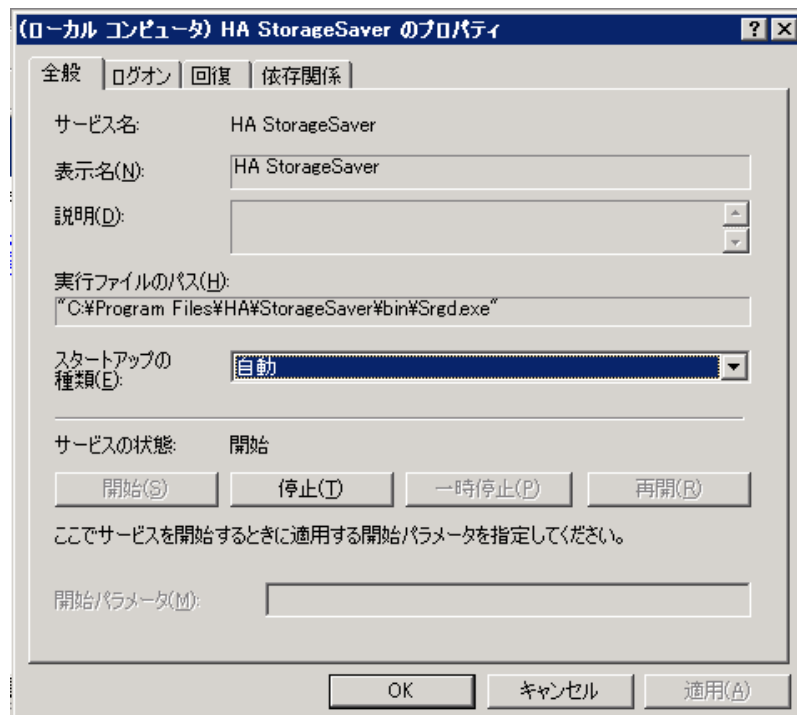 (ローカル コンピュータ) HA StorageSaver のプロパティ
全般 ログオン 回復 依存関係
サービス名: HA StorageSaver
表示名(N): HA StorageSaver
説明(D):
実行ファイルのパス(H):
"C:¥Program Files¥HA¥StorageSaver¥bin¥Srgd.exe"
スタートアップの
種類(E): 自動
サービスの状態: 開始
開始(S) 停止(T) 一時停止(P) 再開(R)
ここでサービスを開始するときに適用する開始パラメータを指定してください。
開始パラメータ(M):
OK キャンセル 適用(A)